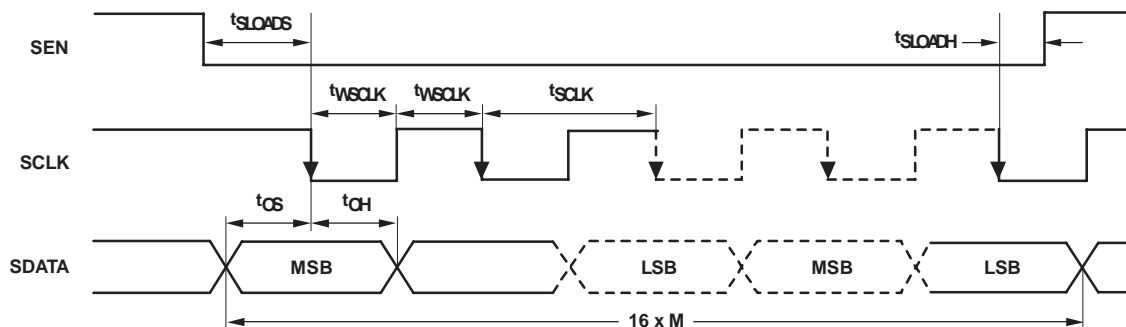 tSLOADS
SEN
tSLOADH
tWSCLK
tWSCLK
tSCLK
SCLK
tOS
tOH
SDATA
MSB
LSB
MSB
LSB
16 x M